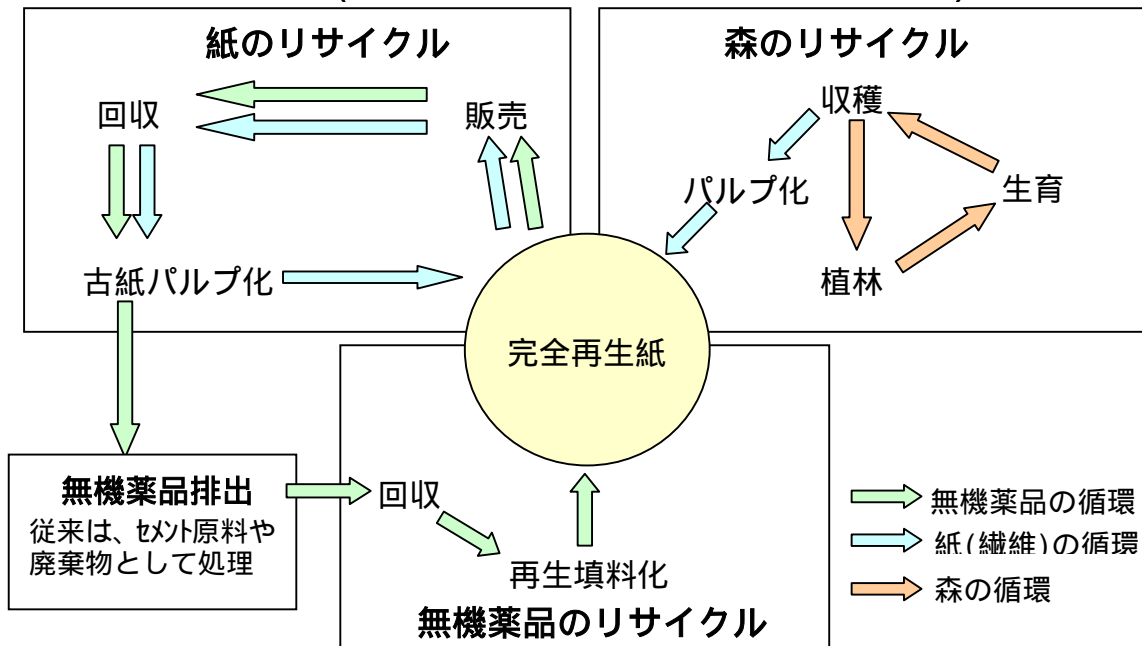 紙のリサイクル
回収
販売
古紙パルプ化
森のリサイクル
収穫
パルプ化
生育
植林
完全再生紙
無機薬品排出
従来は、ｾﾒﾝﾄ原料や
廃棄物として処理
回収
再生填料化
無機薬品のリサイクル
無機薬品の循環
紙(繊維)の循環
森の循環